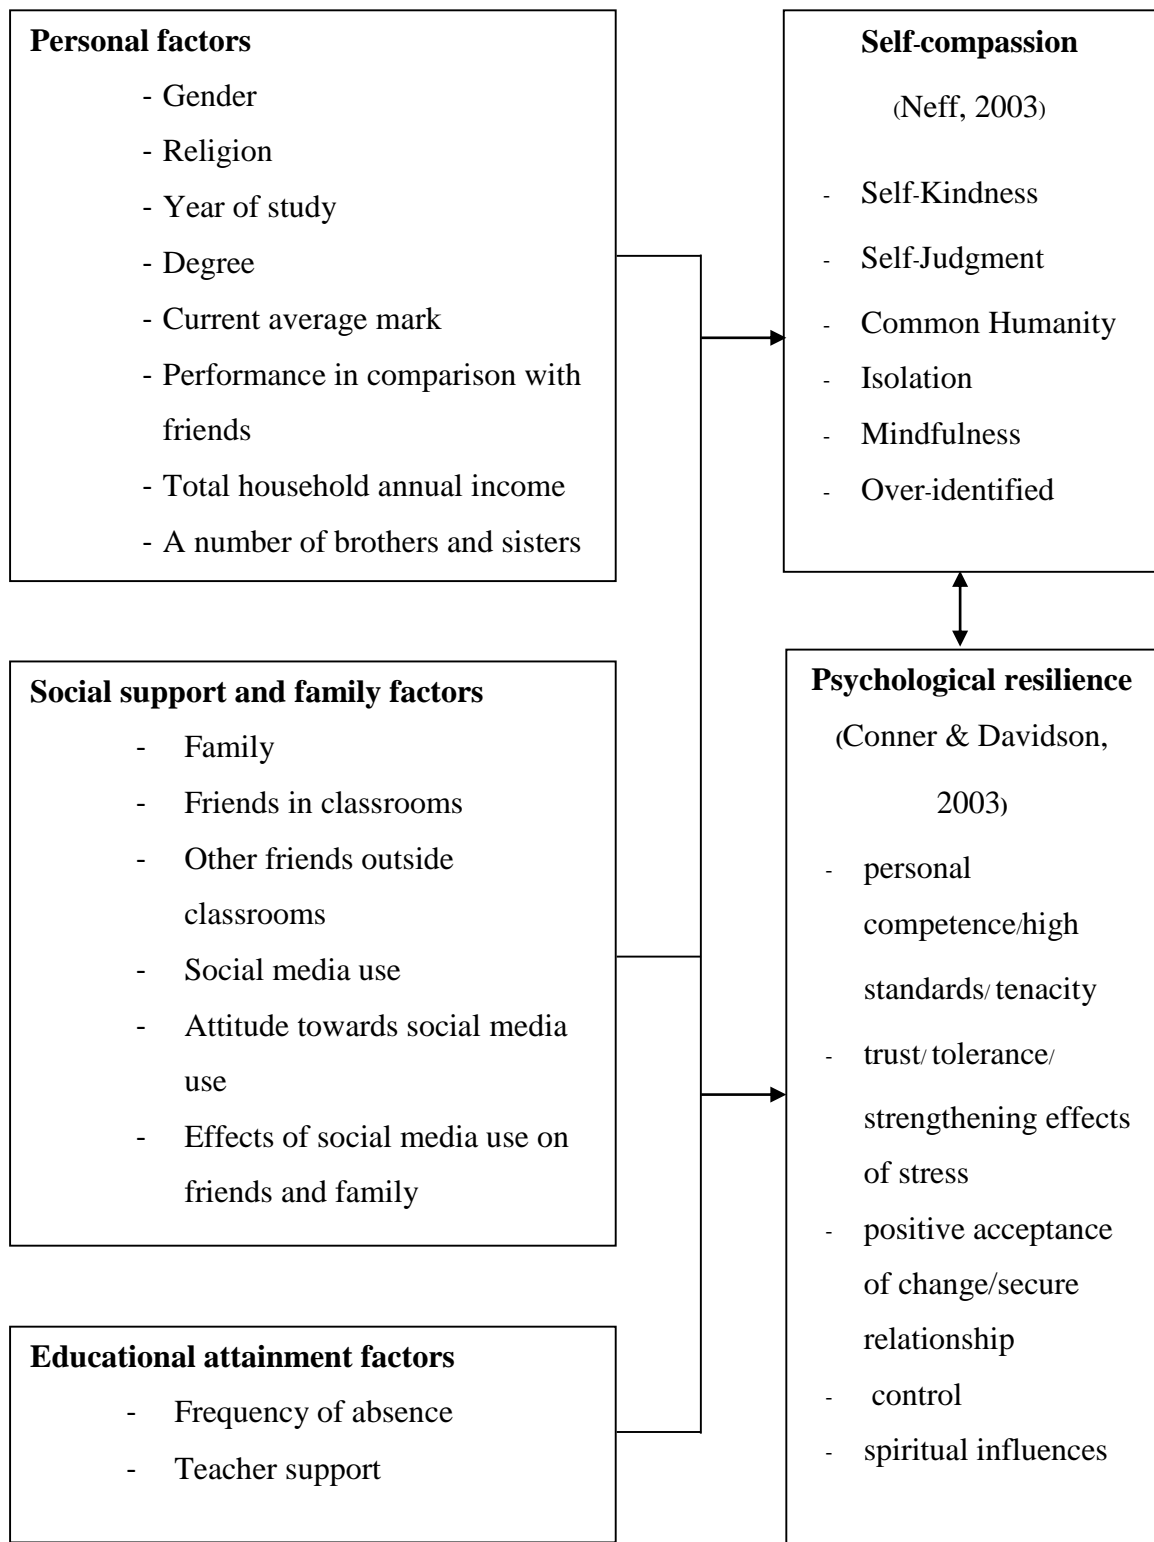 Personal factors
- Gender
- Religion
- Year of study
- Degree
- Current average mark
- Performance in comparison with
friends
- Total household annual income
- A number of brothers and sisters
Social support and family factors
- Family
- Friends in classrooms
- Other friends outside
classrooms
- Social media use
- Attitude towards social media
use
- Effects of social media use on
friends and family
Educational attainment factors
- Frequency of absence
- Teacher support
Self-compassion
(Neff, 2003)
- Self-Kindness
- Self-Judgment
- Common Humanity
- Isolation
- Mindfulness
- Over-identified
Psychological resilience
(Conner & Davidson,
2003)
- personal
competence/high
standards/ tenacity
- trust/ tolerance/
strengthening effects
of stress
- positive acceptance
of change/secure
relationship
- control
- spiritual influences